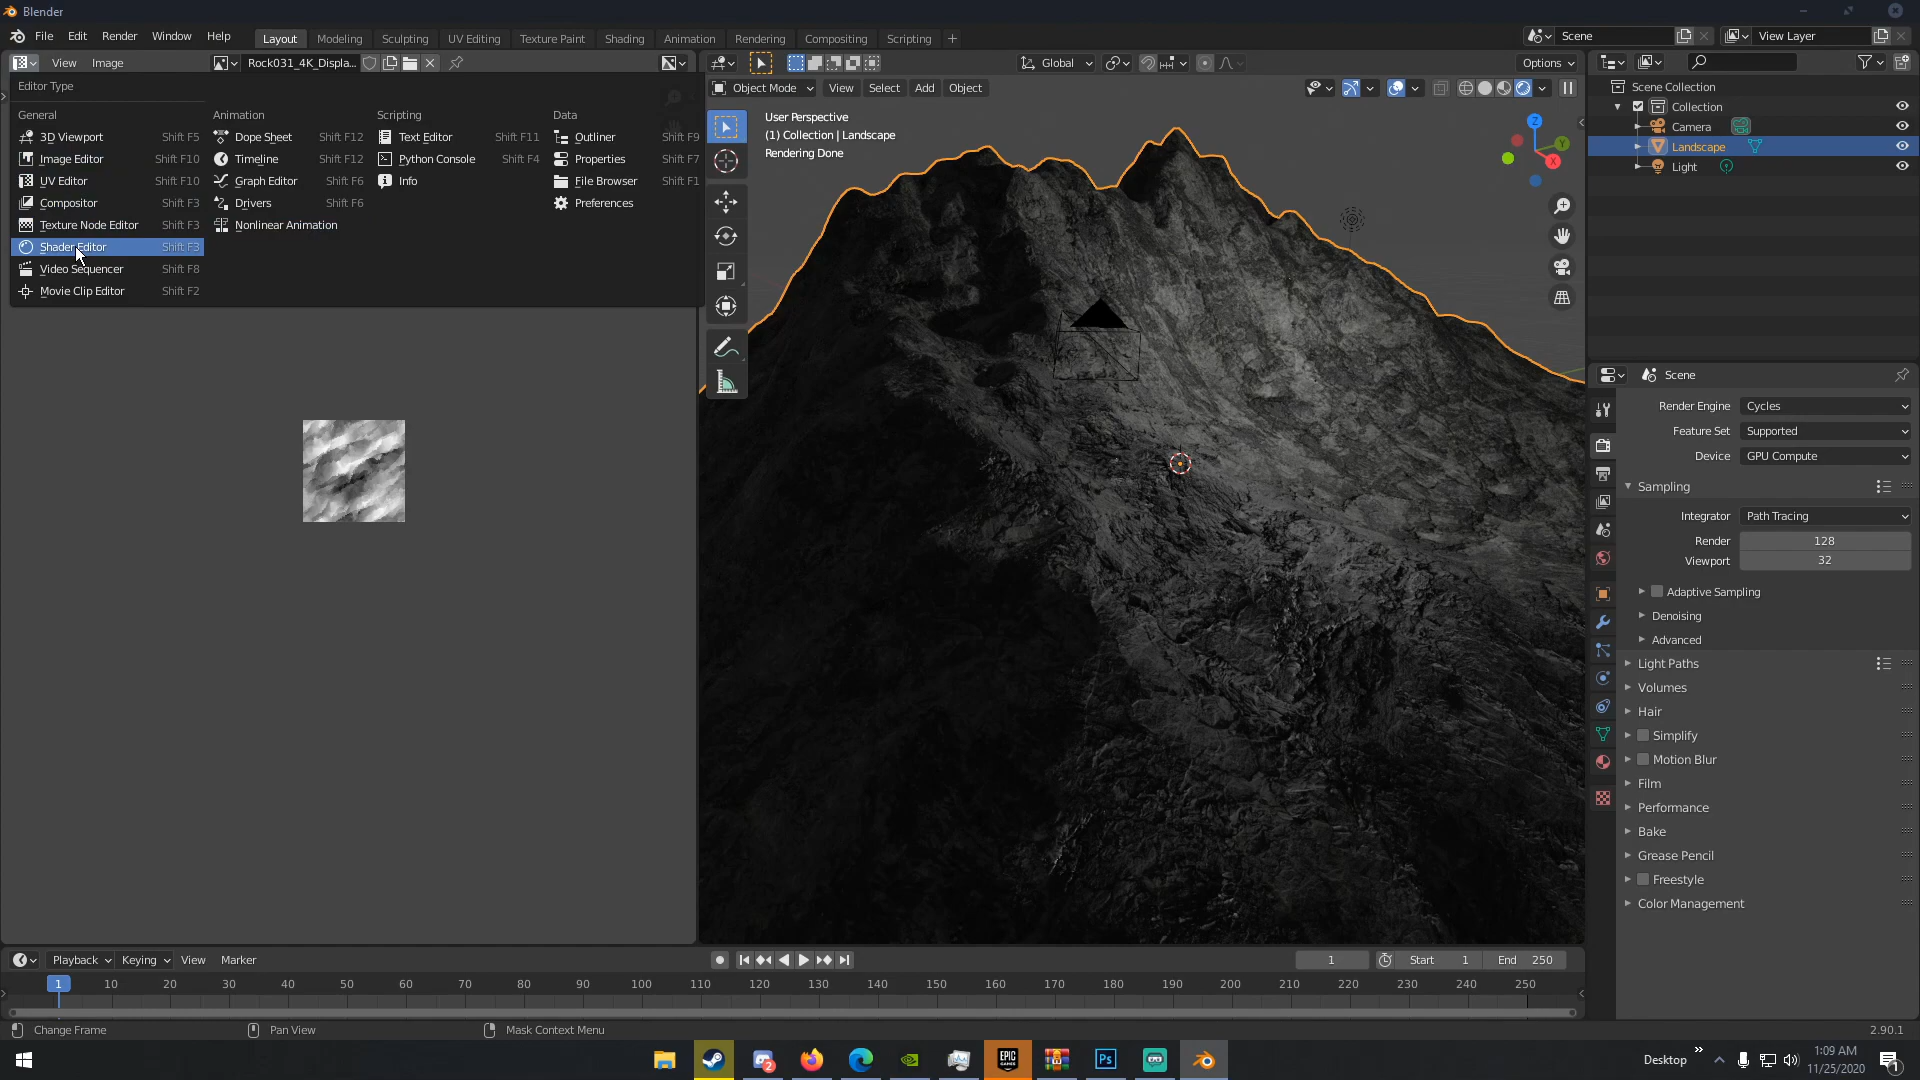 Blender
File Edit Render Window Help
Layout Modeling Sculpting UV Editing Texture Paint Shading Animation Rendering Compositing Scripting +
Scene
View Layer
View Image
Rock031_4K_Displa...
Global
Options
Object Mode View Select Add Object
Editor Type
General
3D Viewport Shift F5
Image Editor Shift F10
UV Editor Shift F10
Compositor Shift F3
Texture Node Editor Shift F3
Shader Editor Shift F3
Video Sequencer Shift F8
Movie Clip Editor Shift F2
Animation
Dope Sheet Shift F12
Timeline Shift F12
Graph Editor Shift F6
Drivers Shift F6
Nonlinear Animation
Scripting
Text Editor Shift F11
Python Console Shift F4
Info
Data
Outliner Shift F9
Properties Shift F7
File Browser Shift F1
Preferences
User Perspective
(1) Collection | Landscape
Rendering Done
Z
Y
X
Scene Collection
Collection
Camera
Landscape
Light
Scene
Render Engine Cycles
Feature Set Supported
Device GPU Compute
Sampling
Integrator Path Tracing
Render 128
Viewport 32
Adaptive Sampling
Denoising
Advanced
Light Paths
Volumes
Hair
Simplify
Motion Blur
Film
Performance
Bake
Grease Pencil
Freestyle
Color Management
Playback Keying View Marker
1
Start 1
End 250
1 10 20 30 40 50 60 70 80 90 100 110 120 130 140 150 160 170 180 190 200 210 220 230 240 250
Change Frame
Pan View
Mask Context Menu
2.90.1
2
EPIC GAMES
Ps
Desktop
1:09 AM
11/25/2020
1